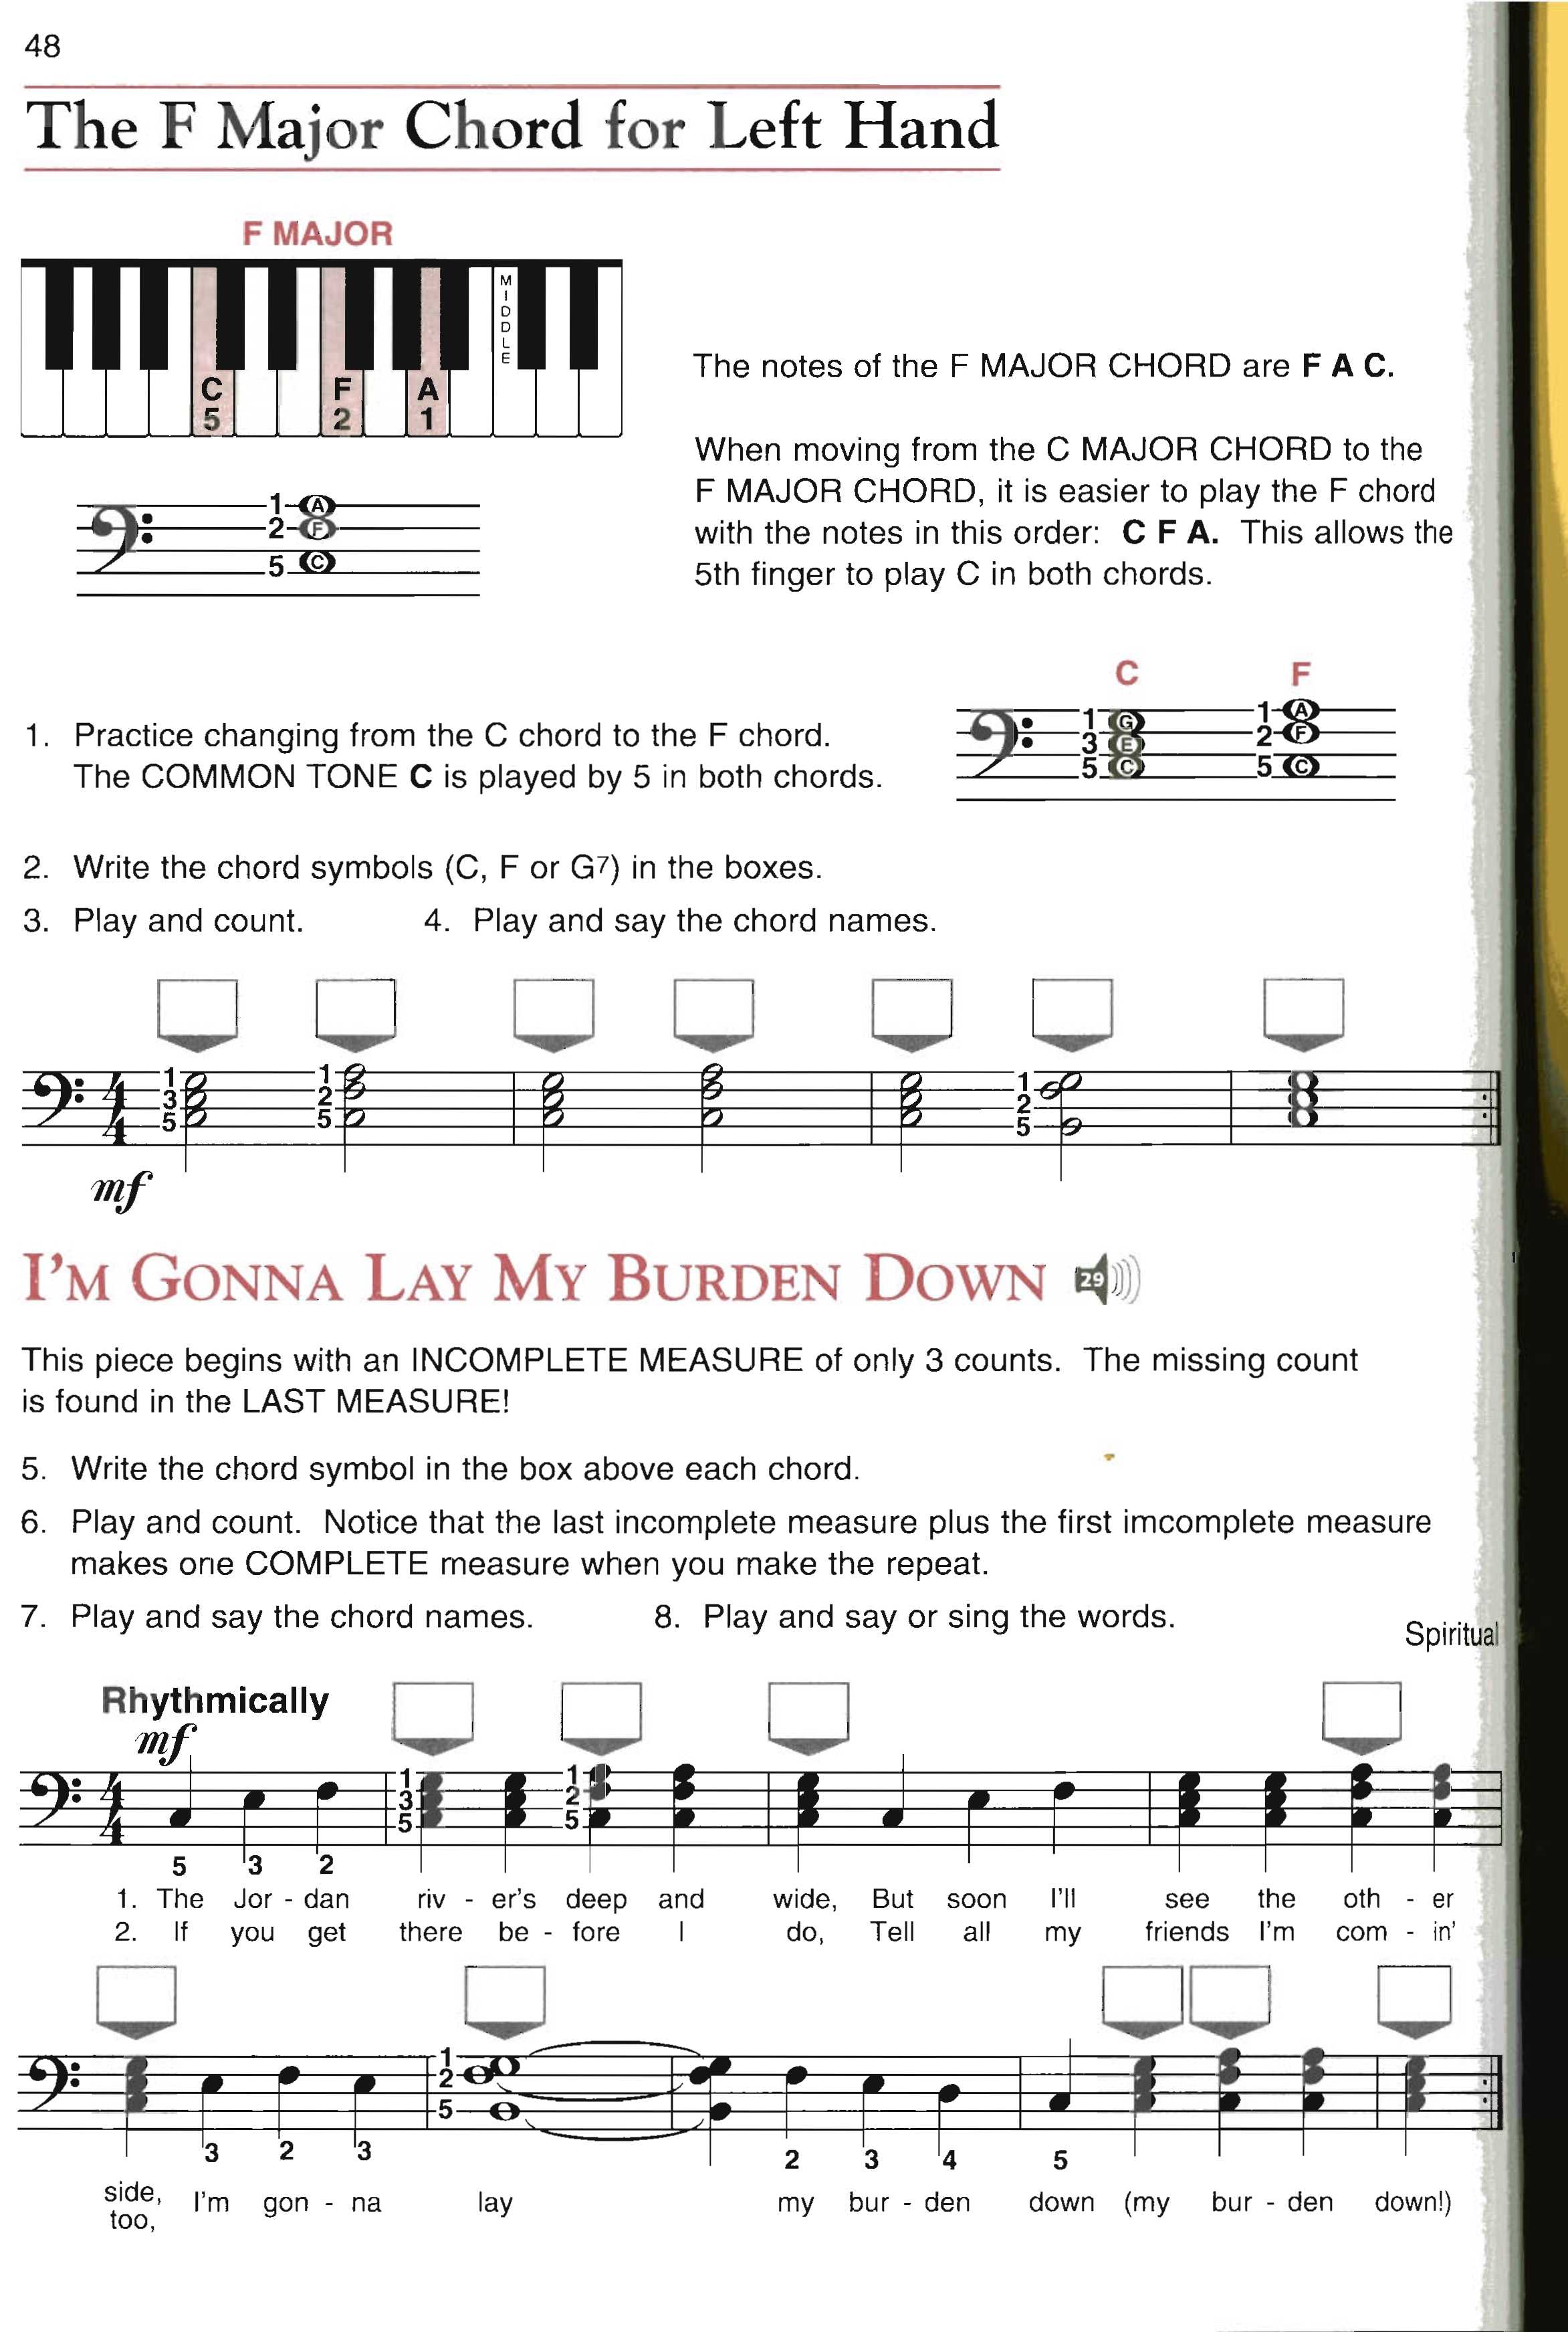 48
The F Major Chord for Left Hand
F MAJOR
MIDDLE
C F A
5 2 1
The notes of the F MAJOR CHORD are F A C.
When moving from the C MAJOR CHORD to the
F MAJOR CHORD, it is easier to play the F chord
with the notes in this order: C F A. This allows the
5th finger to play C in both chords.
1 A
2 F
5 C
C F
1 G 1 A
3 E 2 F
5 C 5 C
1. Practice changing from the C chord to the F chord.
The COMMON TONE C is played by 5 in both chords.
2. Write the chord symbols (C, F or G7) in the boxes.
3. Play and count. 4. Play and say the chord names.
1 1 1
3 2 2
5 5 5
4
4
mf
I'M GONNA LAY MY BURDEN DOWN 29
This piece begins with an INCOMPLETE MEASURE of only 3 counts. The missing count
is found in the LAST MEASURE!
5. Write the chord symbol in the box above each chord.
6. Play and count. Notice that the last incomplete measure plus the first imcomplete measure
makes one COMPLETE measure when you make the repeat.
7. Play and say the chord names. 8. Play and say or sing the words.
Spiritual
Rhythmically
mf
4
4
1 1
3 2
5 5
5 3 2
1. The Jor - dan riv - er's deep and wide, But soon I'll see the oth - er
2. If you get there be - fore I do, Tell all my friends I'm com - in'
1
2
5
3 2 3 2 3 4 5
side, I'm gon - na lay my bur - den down (my bur - den down!)
too,